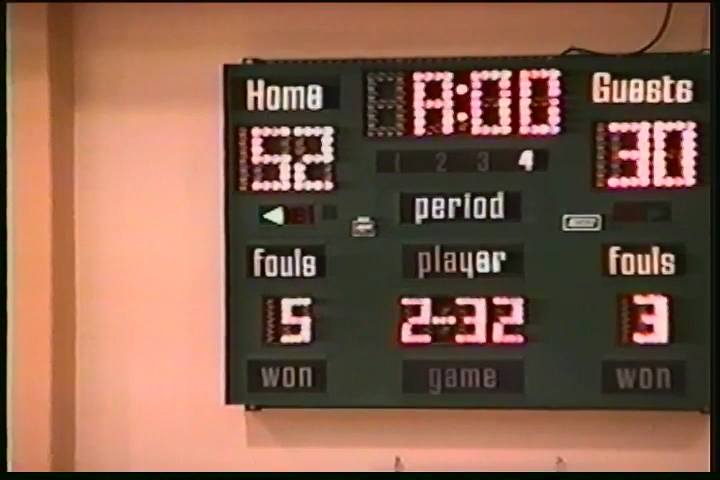 Home A:00 Guests
52 1 2 3 4 30
period
fouls player fouls
5 2-32 3
won game won